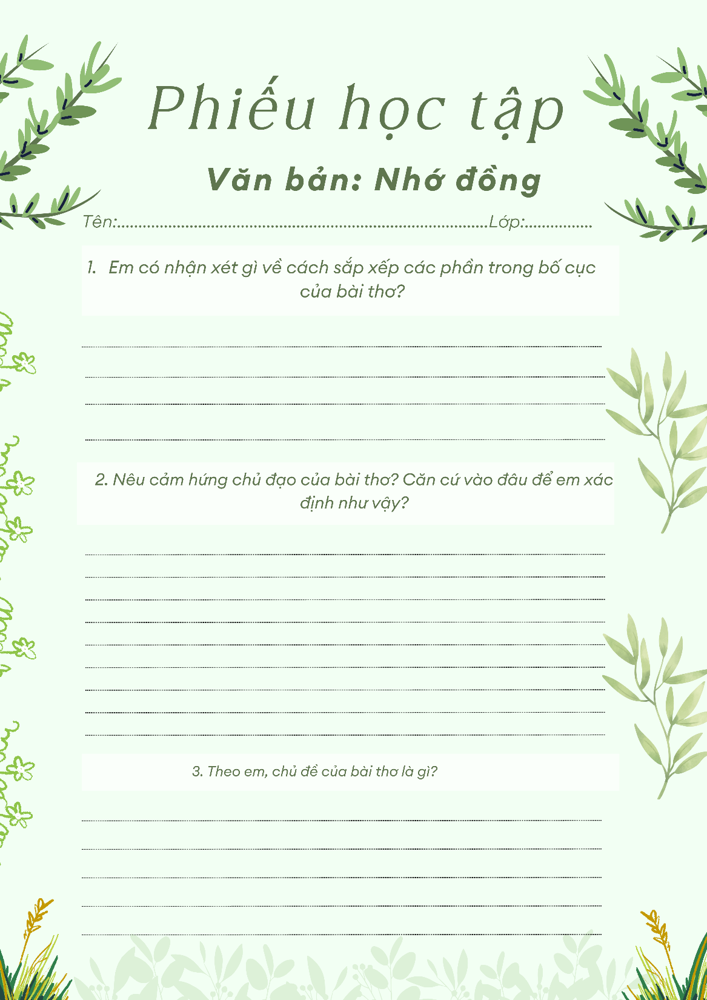 Phiếu học tập
Văn bản: Nhớ đồng
Tên:.......................................................................................Lớp:................
1. Em có nhận xét gì về cách sắp xếp các phần trong bố cục
của bài thơ?
2. Nêu cảm hứng chủ đạo của bài thơ? Căn cứ vào đâu để em xác
định như vậy?
3. Theo em, chủ đề của bài thơ là gì?